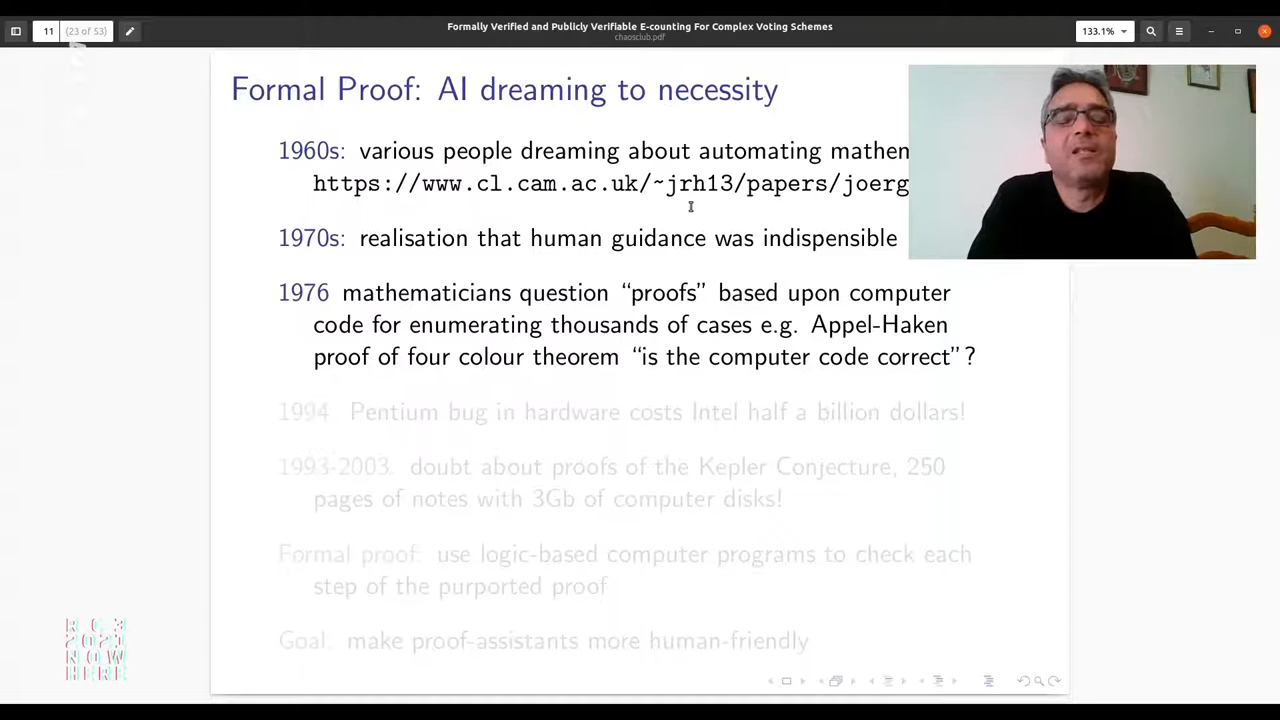 Formally Verified and Publicly Verifiable E-counting For Complex Voting Schemes
chaosclub.pdf
11 (23 of 53)
133.1%
Formal Proof: AI dreaming to necessity
1960s: various people dreaming about automating mathem
https://www.cl.cam.ac.uk/~jrh13/papers/joerg
1970s: realisation that human guidance was indispensible
1976 mathematicians question “proofs” based upon computer
code for enumerating thousands of cases e.g. Appel-Haken
proof of four colour theorem “is the computer code correct”?
1994. Pentium bug in hardware costs Intel half a billion dollars!
1993-2003. doubt about proofs of the Kepler Conjecture, 250
pages of notes with 3Gb of computer disks!
Formal proof: use logic-based computer programs to check each
step of the purported proof
Goal. make proof-assistants more human-friendly
R C 3
2021
NOW
HERE